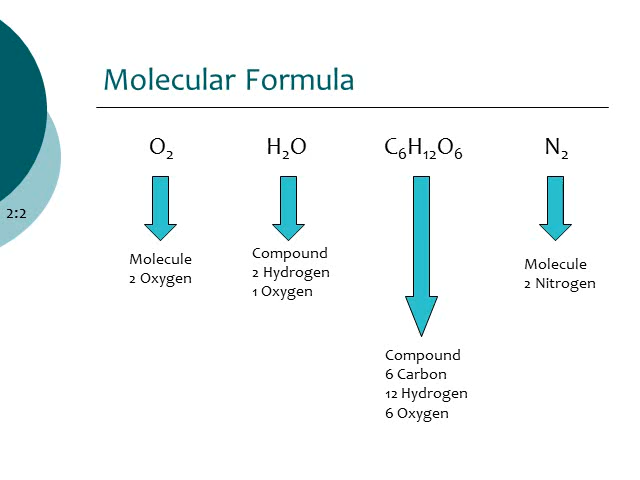 Molecular Formula
O₂ H₂O C₆H₁₂O₆ N₂
2:2
Molecule
2 Oxygen
Compound
2 Hydrogen
1 Oxygen
Molecule
2 Nitrogen
Compound
6 Carbon
12 Hydrogen
6 Oxygen